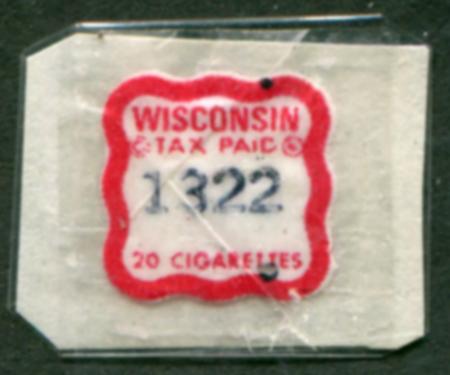 WISCONSIN
TAX PAID
1322
20 CIGARETTES